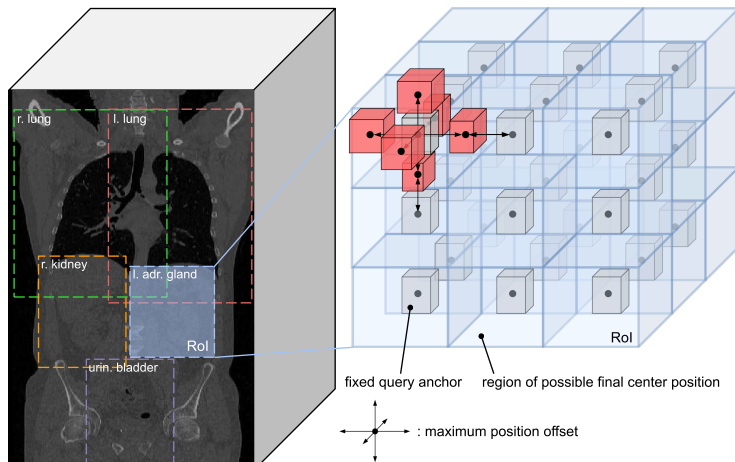 r. lung
l. lung
r. kidney
l. adr. gland
RoI
urin. bladder
RoI
fixed query anchor
region of possible final center position
: maximum position offset